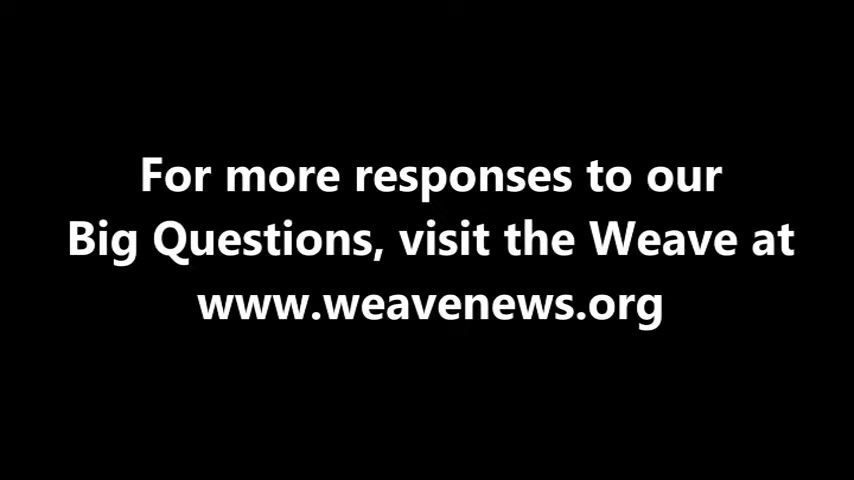 For more responses to our
Big Questions, visit the Weave at
www.weavenews.org